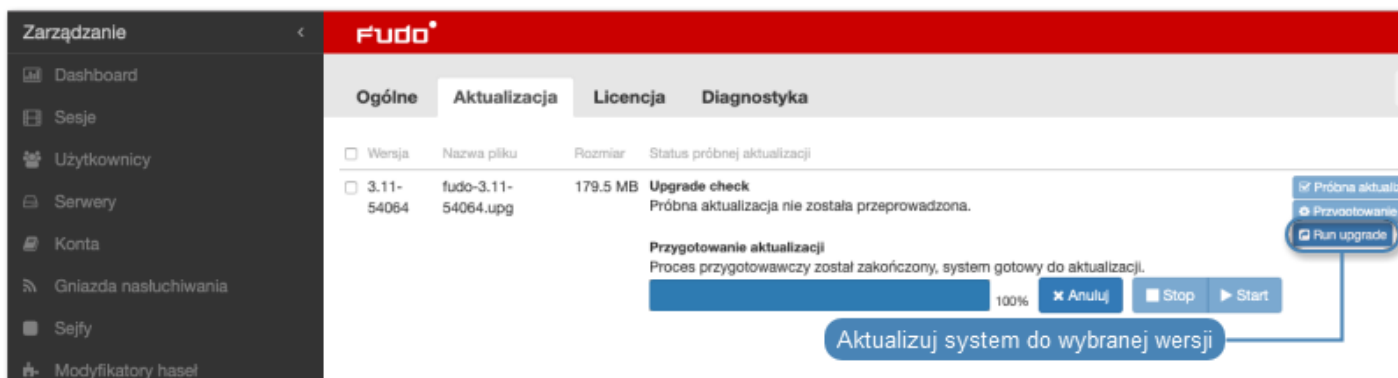 Zarządzanie
Fudo
Dashboard
Ogólne Aktualizacja Licencja Diagnostyka
Sesje
Użytkownicy
Wersja Nazwa pliku Rozmiar Status próbnej aktualizacji
3.11- fudo-3.11- 179.5 MB Upgrade check
54064 54064.upg Próbna aktualizacja nie została przeprowadzona.
Próbna aktualiz
Przygotowanie
Run upgrade
Serwery
Konta
Przygotowanie aktualizacji
Proces przygotowawczy został zakończony, system gotowy do aktualizacji.
Gniazda nasłuchiwania
100% Anuluj Stop Start
Sejfy
Aktualizuj system do wybranej wersji
Modyfikatory haseł